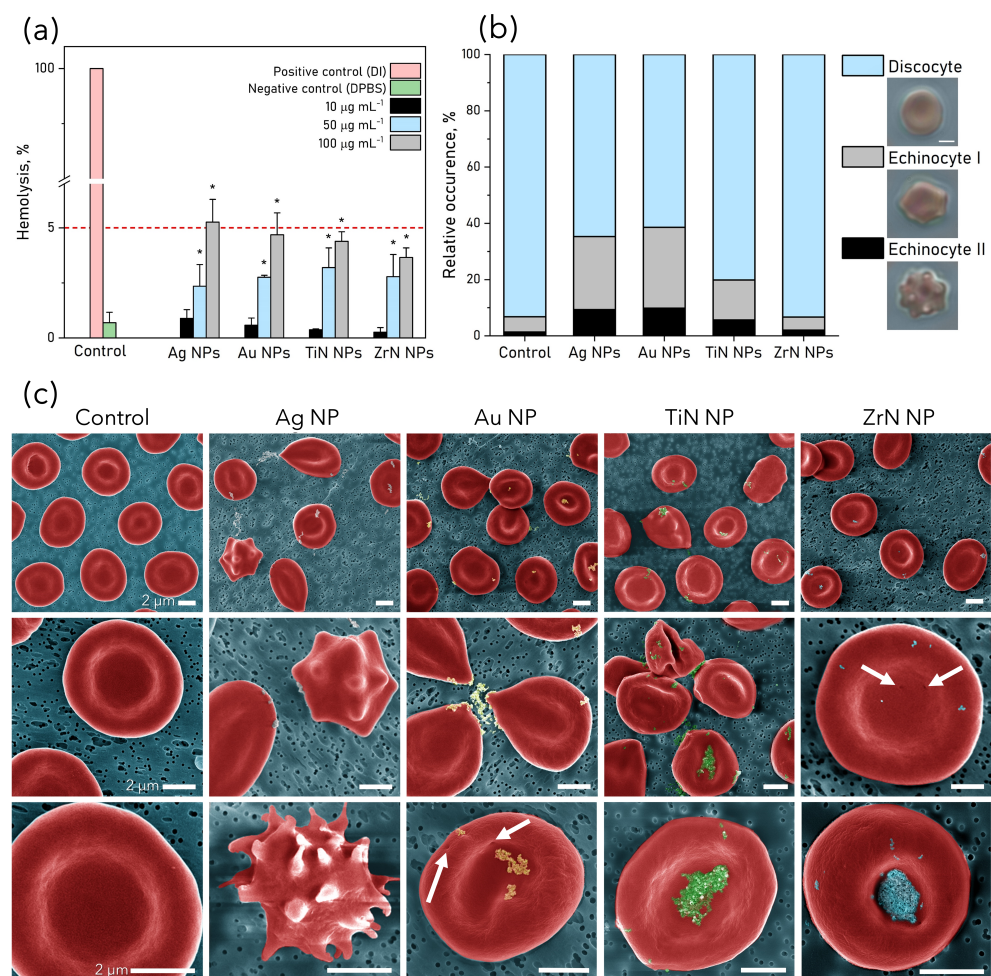 (a)
Hemolysis, %
100
5
0
Positive control (DI)
Negative control (DPBS)
10 µg mL⁻¹
50 µg mL⁻¹
100 µg mL⁻¹
* * * * * * * *
Control Ag NPs Au NPs TiN NPs ZrN NPs
(b)
Relative occurence, %
100
80
60
40
20
0
Control Ag NPs Au NPs TiN NPs ZrN NPs
Discocyte
Echinocyte I
Echinocyte II
(c)
Control Ag NP Au NP TiN NP ZrN NP
2 µm
2 µm
2 µm